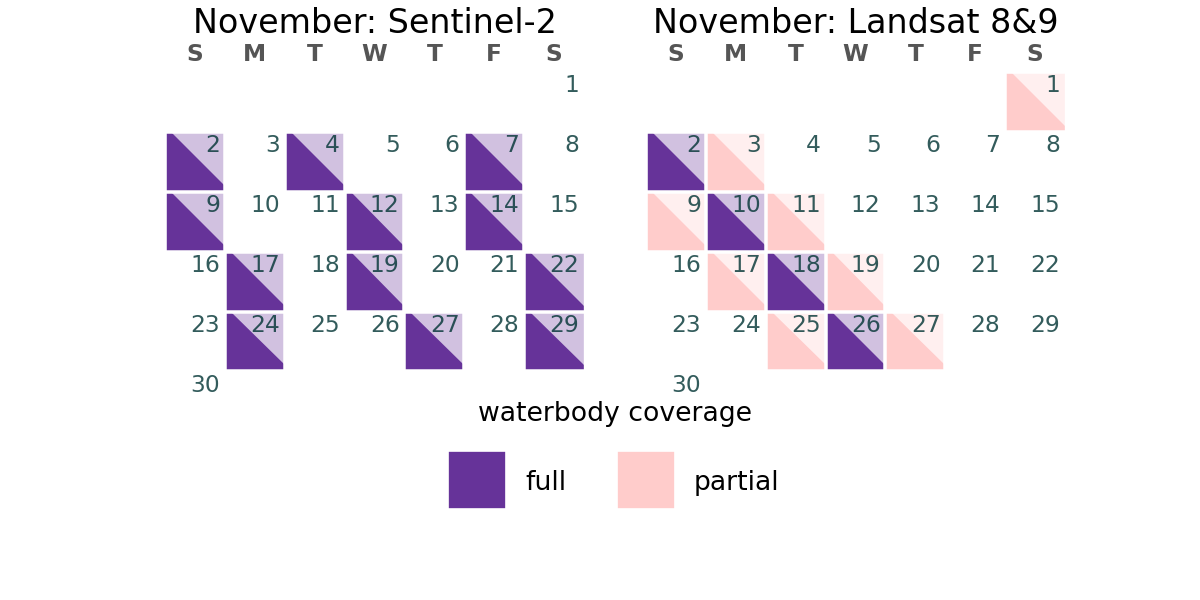 November: Sentinel-2
S M T W T F S
1
2 3 4 5 6 7 8
9 10 11 12 13 14 15
16 17 18 19 20 21 22
23 24 25 26 27 28 29
30
November: Landsat 8&9
S M T W T F S
1
2 3 4 5 6 7 8
9 10 11 12 13 14 15
16 17 18 19 20 21 22
23 24 25 26 27 28 29
30
waterbody coverage
full
partial